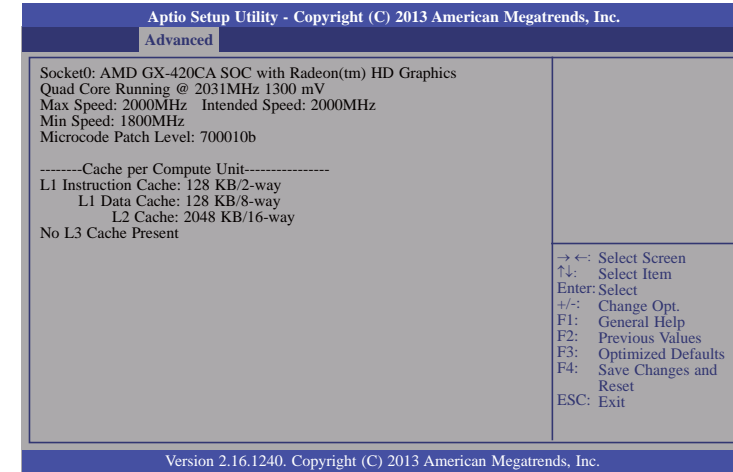 Aptio Setup Utility - Copyright (C) 2013 American Megatrends, Inc.
Advanced
Socket0: AMD GX-420CA SOC with Radeon(tm) HD Graphics
Quad Core Running @ 2031MHz 1300 mV
Max Speed: 2000MHz Intended Speed: 2000MHz
Min Speed: 1800MHz
Microcode Patch Level: 700010b
--------Cache per Compute Unit----------------
L1 Instruction Cache: 128 KB/2-way
L1 Data Cache: 128 KB/8-way
L2 Cache: 2048 KB/16-way
No L3 Cache Present
→ ←: Select Screen
↑↓: Select Item
Enter: Select
+/-: Change Opt.
F1: General Help
F2: Previous Values
F3: Optimized Defaults
F4: Save Changes and
Reset
ESC: Exit
Version 2.16.1240. Copyright (C) 2013 American Megatrends, Inc.